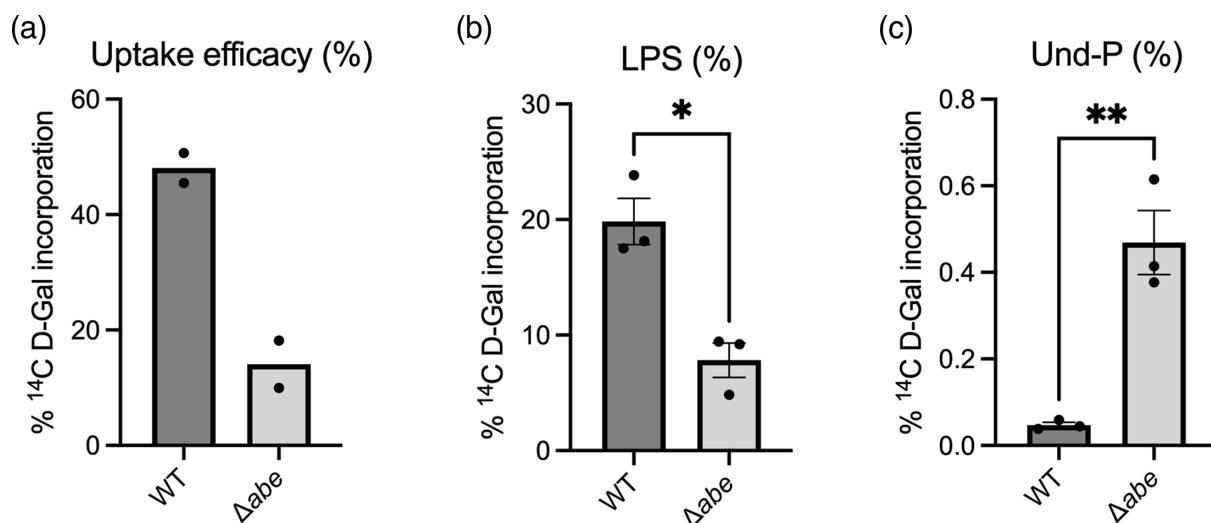 (a)
Uptake efficacy (%)
% ¹⁴C D-Gal incorporation
60
40
20
0
WT
Δabe
(b)
LPS (%)
% ¹⁴C D-Gal incorporation
30
20
10
0
*
WT
Δabe
(c)
Und-P (%)
% ¹⁴C D-Gal incorporation
0.8
0.6
0.4
0.2
0.0
**
WT
Δabe